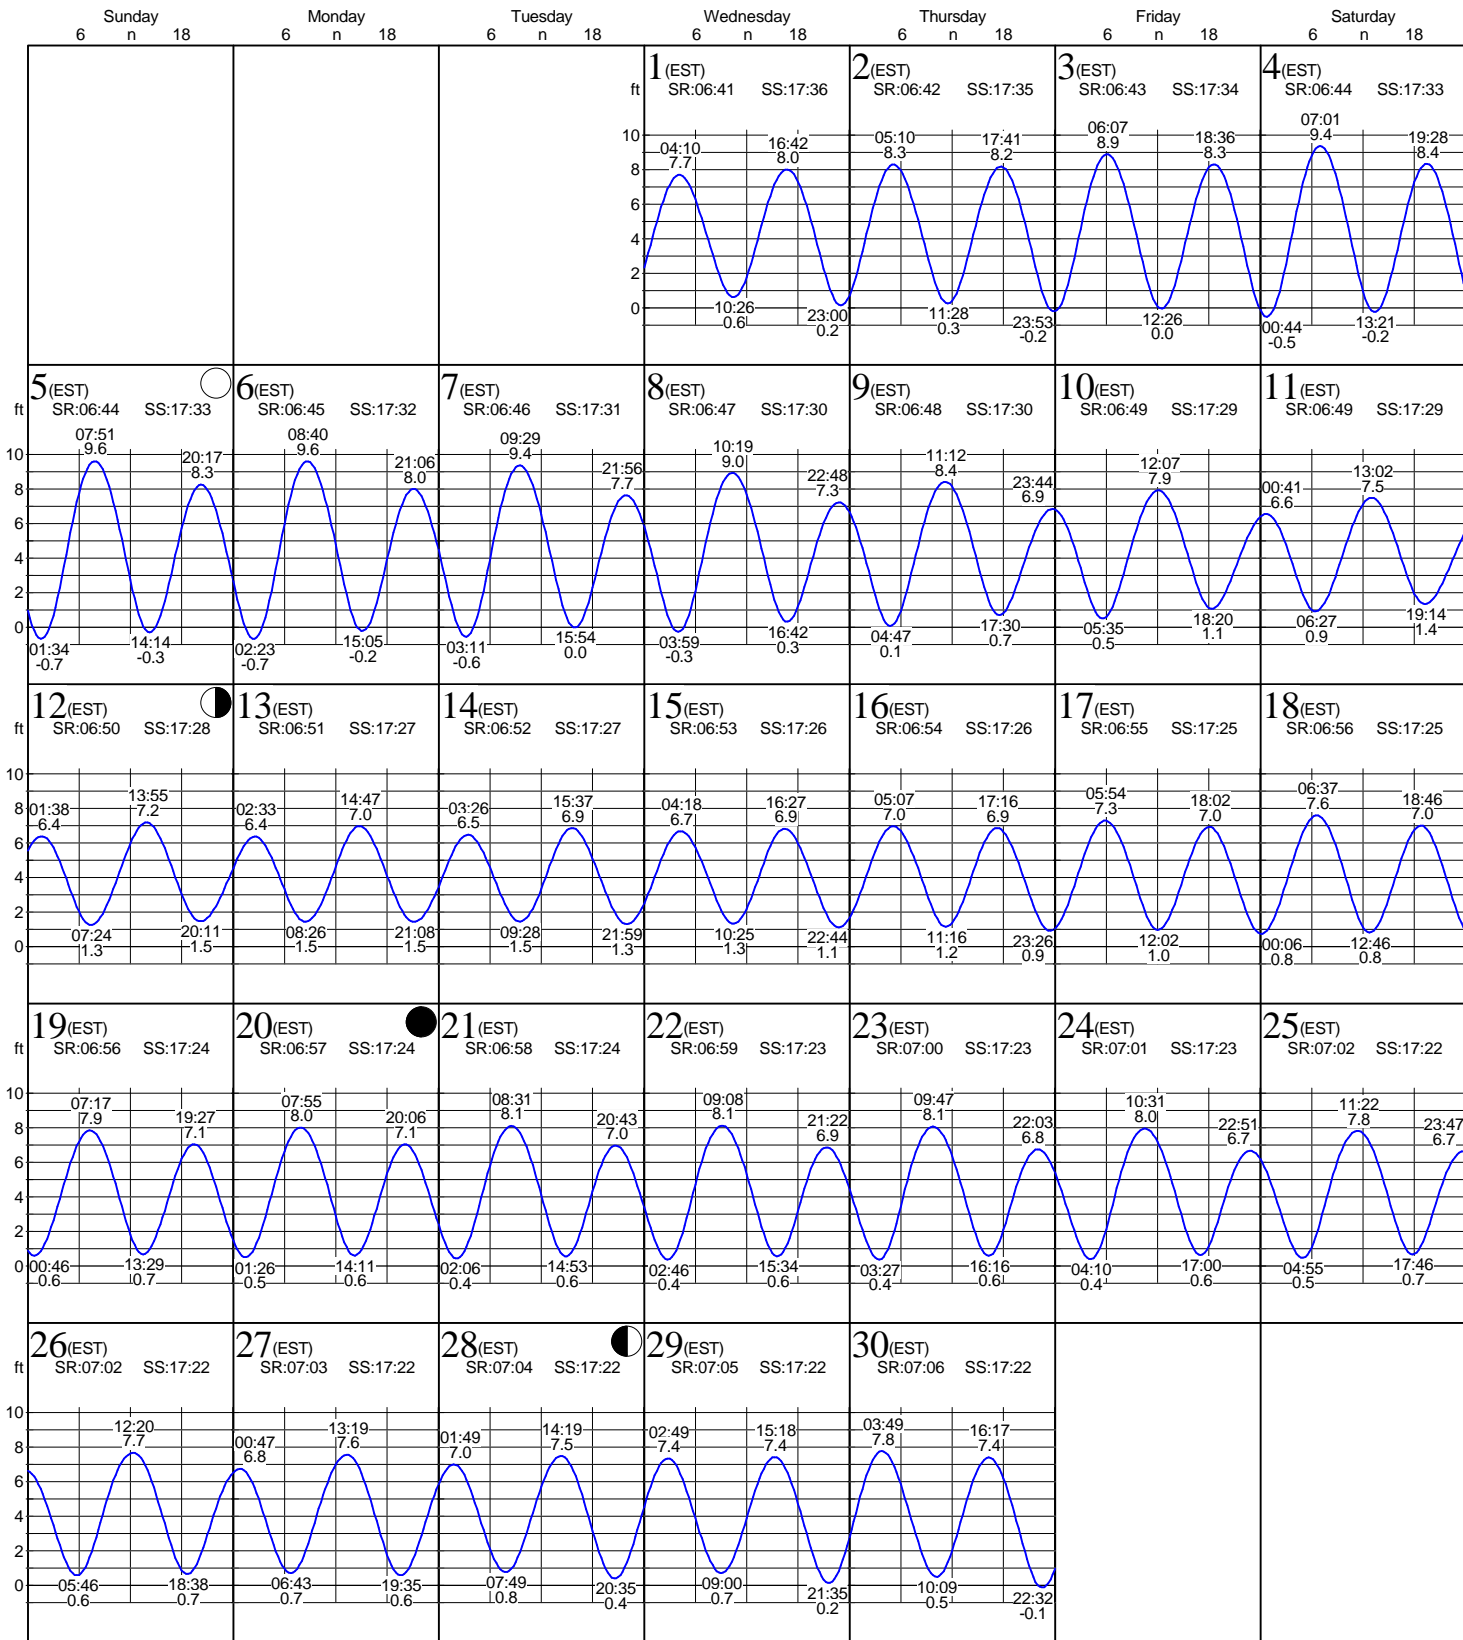 Sunday Monday Tuesday Wednesday Thursday Friday Saturday
6 n 18 6 n 18 6 n 18 6 n 18 6 n 18 6 n 18 6 n 18
1(EST) 2(EST) 3(EST) 4(EST)
ft SR:06:41 SS:17:36 SR:06:42 SS:17:35 SR:06:43 SS:17:34 SR:06:44 SS:17:33
10
8
6
4
2
0
04:10 16:42 05:10 17:41 06:07 18:36 07:01 19:28
7.7 8.0 8.3 8.2 8.9 8.3 9.4 8.4
10:26 23:00 11:28 23:53 12:26 00:44 13:21
0.6 0.2 0.3 -0.2 0.0 -0.5 -0.2
5(EST) 6(EST) 7(EST) 8(EST) 9(EST) 10(EST) 11(EST)
ft SR:06:44 SS:17:33 SR:06:45 SS:17:32 SR:06:46 SS:17:31 SR:06:47 SS:17:30 SR:06:48 SS:17:30 SR:06:49 SS:17:29 SR:06:49 SS:17:29
10
8
6
4
2
0
07:51 20:17 08:40 21:06 09:29 21:56 10:19 22:48 11:12 23:44 12:07 00:41 13:02
9.6 8.3 9.6 8.0 9.4 7.7 9.0 7.3 8.4 6.9 7.9 6.6 7.5
01:34 14:14 02:23 15:05 03:11 15:54 03:59 16:42 04:47 17:30 05:35 18:20 06:27 19:14
-0.7 -0.3 -0.7 -0.2 -0.6 0.0 -0.3 0.3 0.1 0.7 0.5 1.1 0.9 1.4
12(EST) 13(EST) 14(EST) 15(EST) 16(EST) 17(EST) 18(EST)
ft SR:06:50 SS:17:28 SR:06:51 SS:17:27 SR:06:52 SS:17:27 SR:06:53 SS:17:26 SR:06:54 SS:17:26 SR:06:55 SS:17:25 SR:06:56 SS:17:25
10
8
6
4
2
0
01:38 13:55 02:33 14:47 03:26 15:37 04:18 16:27 05:07 17:16 05:54 18:02 06:37 18:46
6.4 7.2 6.4 7.0 6.5 6.9 6.7 6.9 7.0 6.9 7.3 7.0 7.6 7.0
07:24 20:11 08:26 21:08 09:28 21:59 10:25 22:44 11:16 23:26 12:02 00:06 12:46
1.3 1.5 1.5 1.5 1.5 1.3 1.3 1.1 1.2 0.9 1.0 0.8 0.8
19(EST) 20(EST) 21(EST) 22(EST) 23(EST) 24(EST) 25(EST)
ft SR:06:56 SS:17:24 SR:06:57 SS:17:24 SR:06:58 SS:17:24 SR:06:59 SS:17:23 SR:07:00 SS:17:23 SR:07:01 SS:17:23 SR:07:02 SS:17:22
10
8
6
4
2
0
07:17 19:27 07:55 20:06 08:31 20:43 09:08 21:22 09:47 22:03 10:31 22:51 11:22 23:47
7.9 7.1 8.0 7.1 8.1 7.0 8.1 6.9 8.1 6.8 8.0 6.7 7.8 6.7
00:46 13:29 01:26 14:11 02:06 14:53 02:46 15:34 03:27 16:16 04:10 17:00 04:55 17:46
0.6 0.7 0.5 0.6 0.4 0.6 0.4 0.6 0.4 0.6 0.4 0.6 0.5 0.7
26(EST) 27(EST) 28(EST) 29(EST) 30(EST)
ft SR:07:02 SS:17:22 SR:07:03 SS:17:22 SR:07:04 SS:17:22 SR:07:05 SS:17:22 SR:07:06 SS:17:22
10
8
6
4
2
0
12:20 00:47 13:19 01:49 14:19 02:49 15:18 03:49 16:17
7.7 6.8 7.6 7.0 7.5 7.4 7.4 7.8 7.4
05:46 18:38 06:43 19:35 07:49 20:35 09:00 21:35 10:09 22:32
0.6 0.7 0.7 0.6 0.8 0.4 0.7 0.2 0.5 -0.1